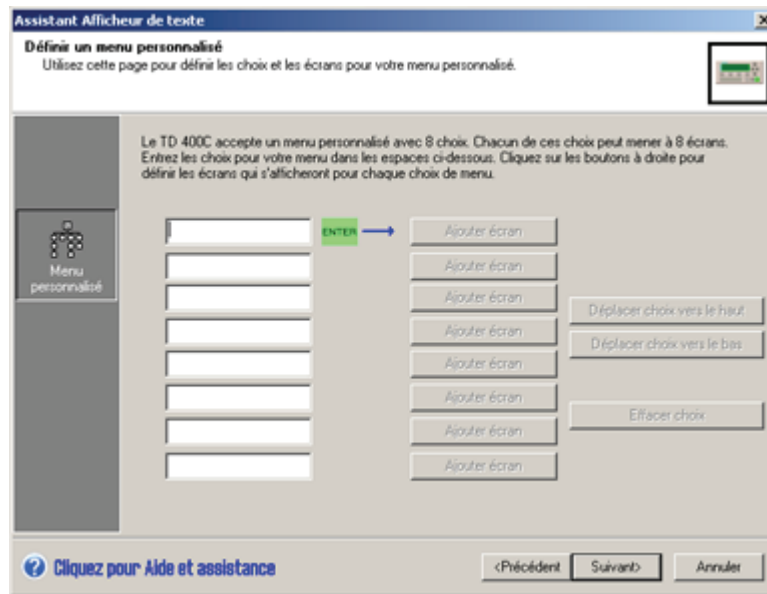 Assistant Afficheur de texte
Définir un menu personnalisé
Utilisez cette page pour définir les choix et les écrans pour votre menu personnalisé.
Le TD 400C accepte un menu personnalisé avec 8 choix. Chacun de ces choix peut mener à 8 écrans.
Entrez les choix pour votre menu dans les espaces ci-dessous. Cliquez sur les boutons à droite pour
définir les écrans qui s'afficheront pour chaque choix de menu.
Menu
personnalisé
ENTER
Ajouter écran
Ajouter écran
Ajouter écran
Ajouter écran
Ajouter écran
Ajouter écran
Ajouter écran
Ajouter écran
Déplacer choix vers le haut
Déplacer choix vers le bas
Effacer choix
Cliquez pour Aide et assistance
<Précédent
Suivant>
Annuler